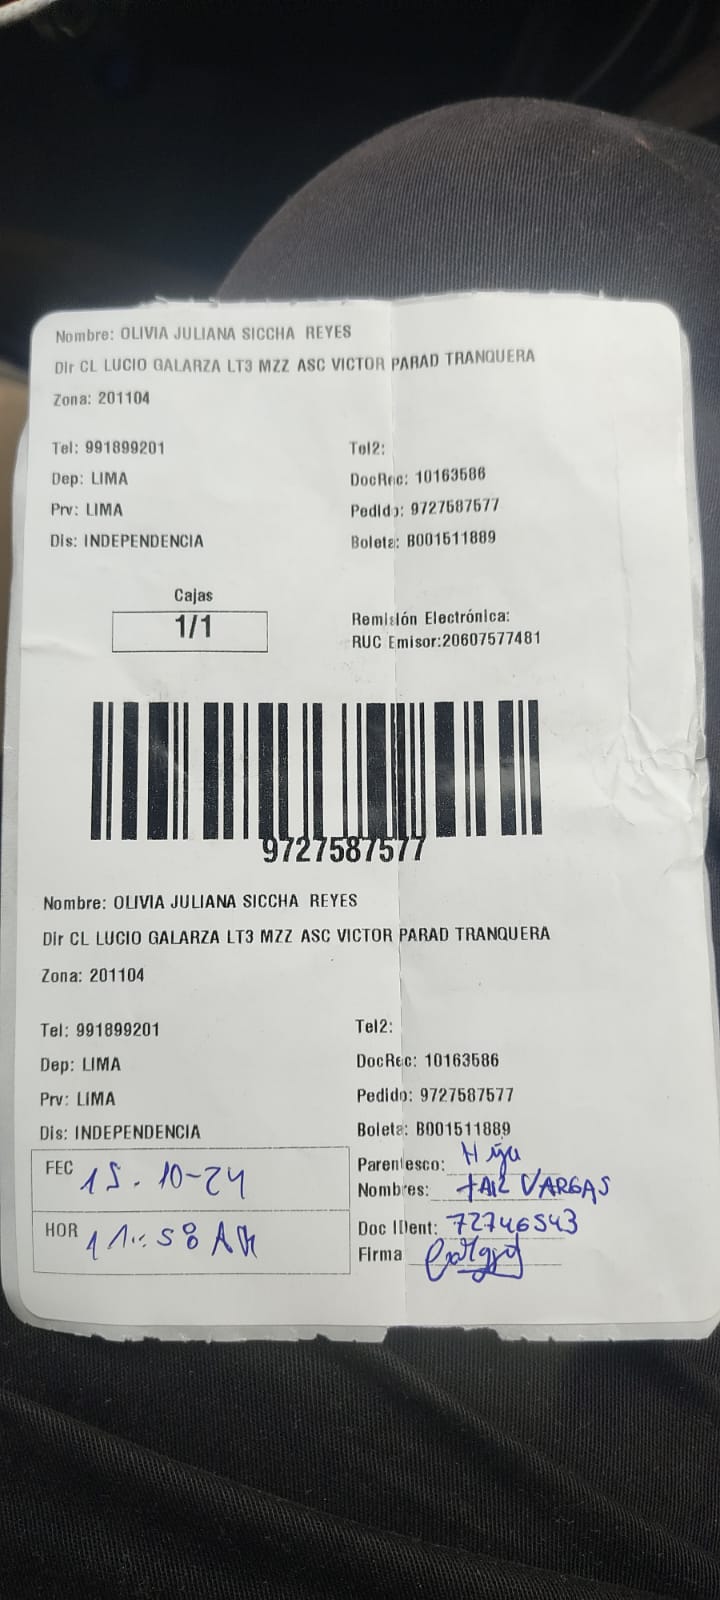 Nombre: OLIVIA JULIANA SICCHA REYES
Dir CL LUCIO GALARZA LT3 MZZ ASC VICTOR PARAD TRANQUERA
Zona: 201104
Tel: 991899201 Tel2:
Dep: LIMA DocRec: 10163586
Prv: LIMA Pedido: 9727587577
Dis: INDEPENDENCIA Boleta: B001511889
Cajas
1/1
Remisión Electrónica:
RUC Emisor:20607577481
9727587577
Nombre: OLIVIA JULIANA SICCHA REYES
Dir CL LUCIO GALARZA LT3 MZZ ASC VICTOR PARAD TRANQUERA
Zona: 201104
Tel: 991899201 Tel2:
Dep: LIMA DocRec: 10163586
Prv: LIMA Pedido: 9727587577
Dis: INDEPENDENCIA Boleta: B001511889
FEC 15.10-24 Parentesco: Hija
Nombres: VARGAS
HOR 11:58 AM Doc IDent: 72746543
Firma